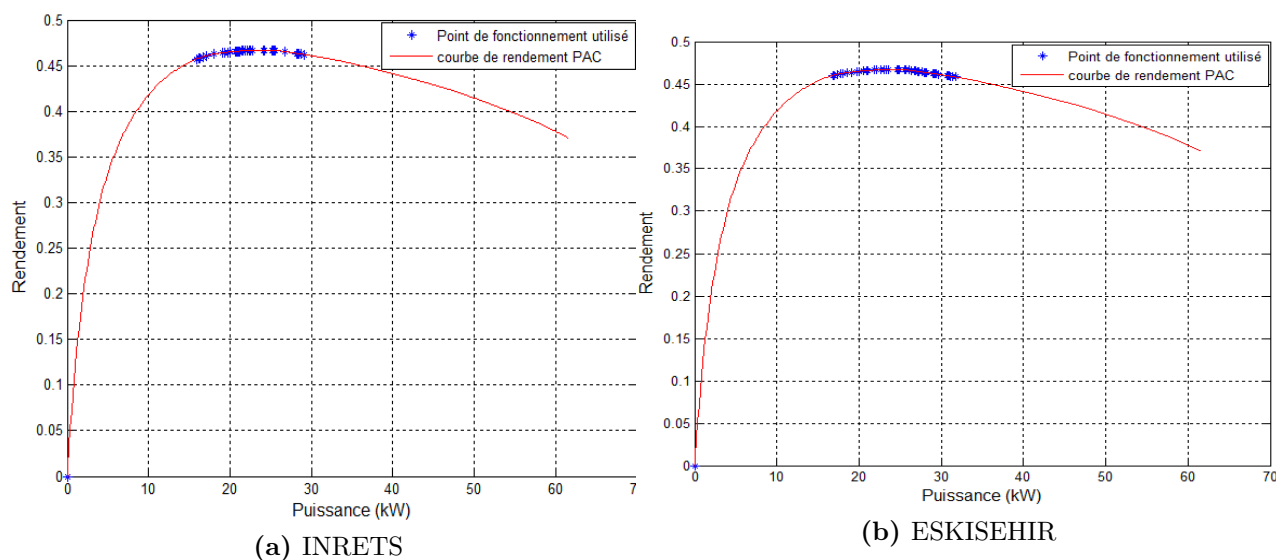 0.5
0.45
0.4
0.35
0.3
0.25
0.2
0.15
0.1
0.05
0
Rendement
0 10 20 30 40 50 60 7
Puissance (kW)
Point de fonctionnement utilisé
courbe de rendement PAC
(a) INRETS
0.5
0.45
0.4
0.35
0.3
0.25
0.2
0.15
0.1
0.05
0
Rendement
0 10 20 30 40 50 60 70
Puissance (kW)
Point de fonctionnement utilisé
courbe de rendement PAC
(b) ESKISEHIR